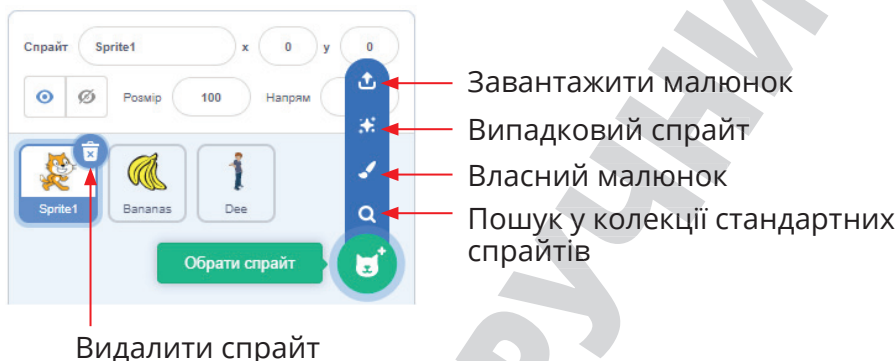 Спрайт Sprite1 x 0 y 0
Розмір 100 Напрям
Sprite1 Bananas Dee
Обрати спрайт
Завантажити малюнок
Випадковий спрайт
Власний малюнок
Пошук у колекції стандартних
спрайтів
Видалити спрайт